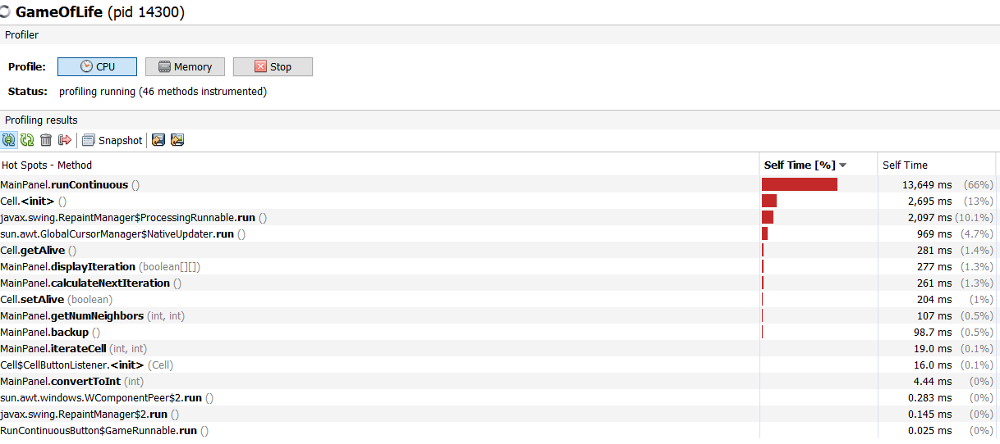 GameOfLife (pid 14300)
Profiler
Profile: CPU Memory Stop
Status: profiling running (46 methods instrumented)
Profiling results
Snapshot
Hot Spots - Method Self Time [%] Self Time
MainPanel.runContinuous () 13,649 ms (66%)
Cell.<init> () 2,695 ms (13%)
javax.swing.RepaintManager$ProcessingRunnable.run () 2,097 ms (10.1%)
sun.awt.GlobalCursorManager$NativeUpdater.run () 969 ms (4.7%)
Cell.getAlive () 281 ms (1.4%)
MainPanel.displayIteration (boolean[][]) 277 ms (1.3%)
MainPanel.calculateNextIteration () 261 ms (1.3%)
Cell.setAlive (boolean) 204 ms (1%)
MainPanel.getNumNeighbors (int, int) 107 ms (0.5%)
MainPanel.backup () 98.7 ms (0.5%)
MainPanel.iterateCell (int, int) 19.0 ms (0.1%)
Cell$CellButtonListener.<init> (Cell) 16.0 ms (0.1%)
MainPanel.convertToInt (int) 4.44 ms (0%)
sun.awt.windows.WComponentPeer$2.run () 0.283 ms (0%)
javax.swing.RepaintManager$2.run () 0.145 ms (0%)
RunContinuousButton$GameRunnable.run () 0.025 ms (0%)